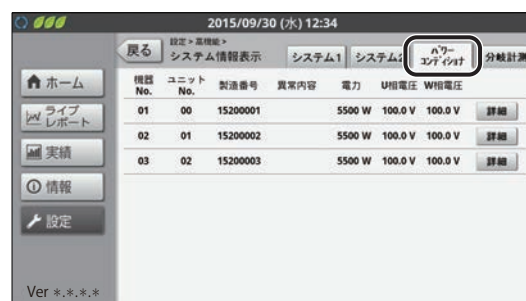 2015/09/30 (水) 12:34
戻る
設定 > 高機能 >
システム情報表示
システム1
システム2
パワーコンディショナ
分岐計測
ホーム
ライブレポート
実績
情報
設定
Ver *.*.*.*
機器No. ユニットNo. 製造番号 異常内容 電力 U相電圧 W相電圧
01 00 15200001 5500 W 100.0 V 100.0 V 詳細
02 01 15200002 5500 W 100.0 V 100.0 V 詳細
03 02 15200003 5500 W 100.0 V 100.0 V 詳細